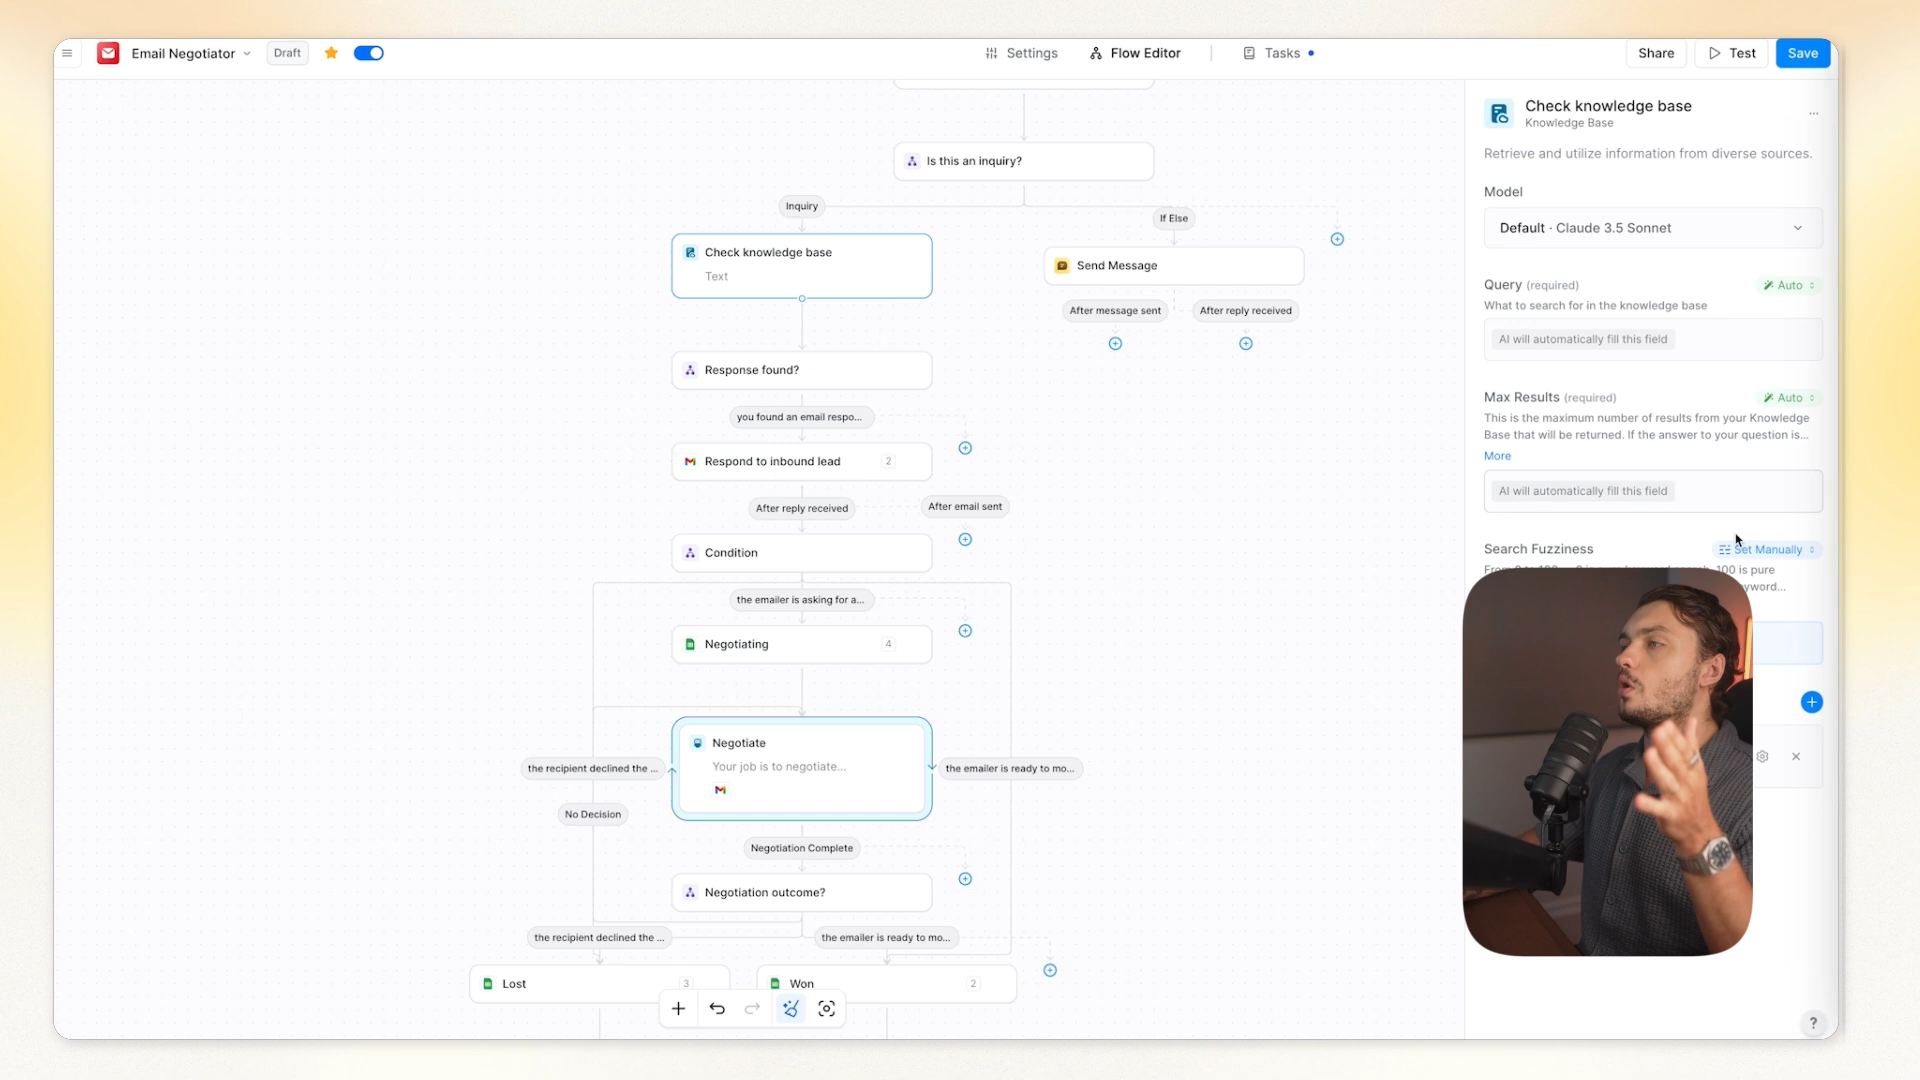 Email Negotiator
Draft
Settings
Flow Editor
Tasks
Share
Test
Save
Is this an inquiry?
Inquiry
If Else
Check knowledge base
Text
Send Message
After message sent
After reply received
Response found?
you found an email respo...
Respond to inbound lead
2
After reply received
After email sent
Condition
the emailer is asking for a...
Negotiating
4
Negotiate
Your job is to negotiate...
the recipient declined the ...
the emailer is ready to mo...
No Decision
Negotiation Complete
Negotiation outcome?
the recipient declined the ...
the emailer is ready to mo...
Lost
3
Won
2
Check knowledge base
Knowledge Base
...
Retrieve and utilize information from diverse sources.
Model
Default · Claude 3.5 Sonnet
Query (required)
Auto
What to search for in the knowledge base
AI will automatically fill this field
Max Results (required)
Auto
This is the maximum number of results from your Knowledge
Base that will be returned. If the answer to your question is...
More
AI will automatically fill this field
Search Fuzziness
Set Manually
100 is pure
?